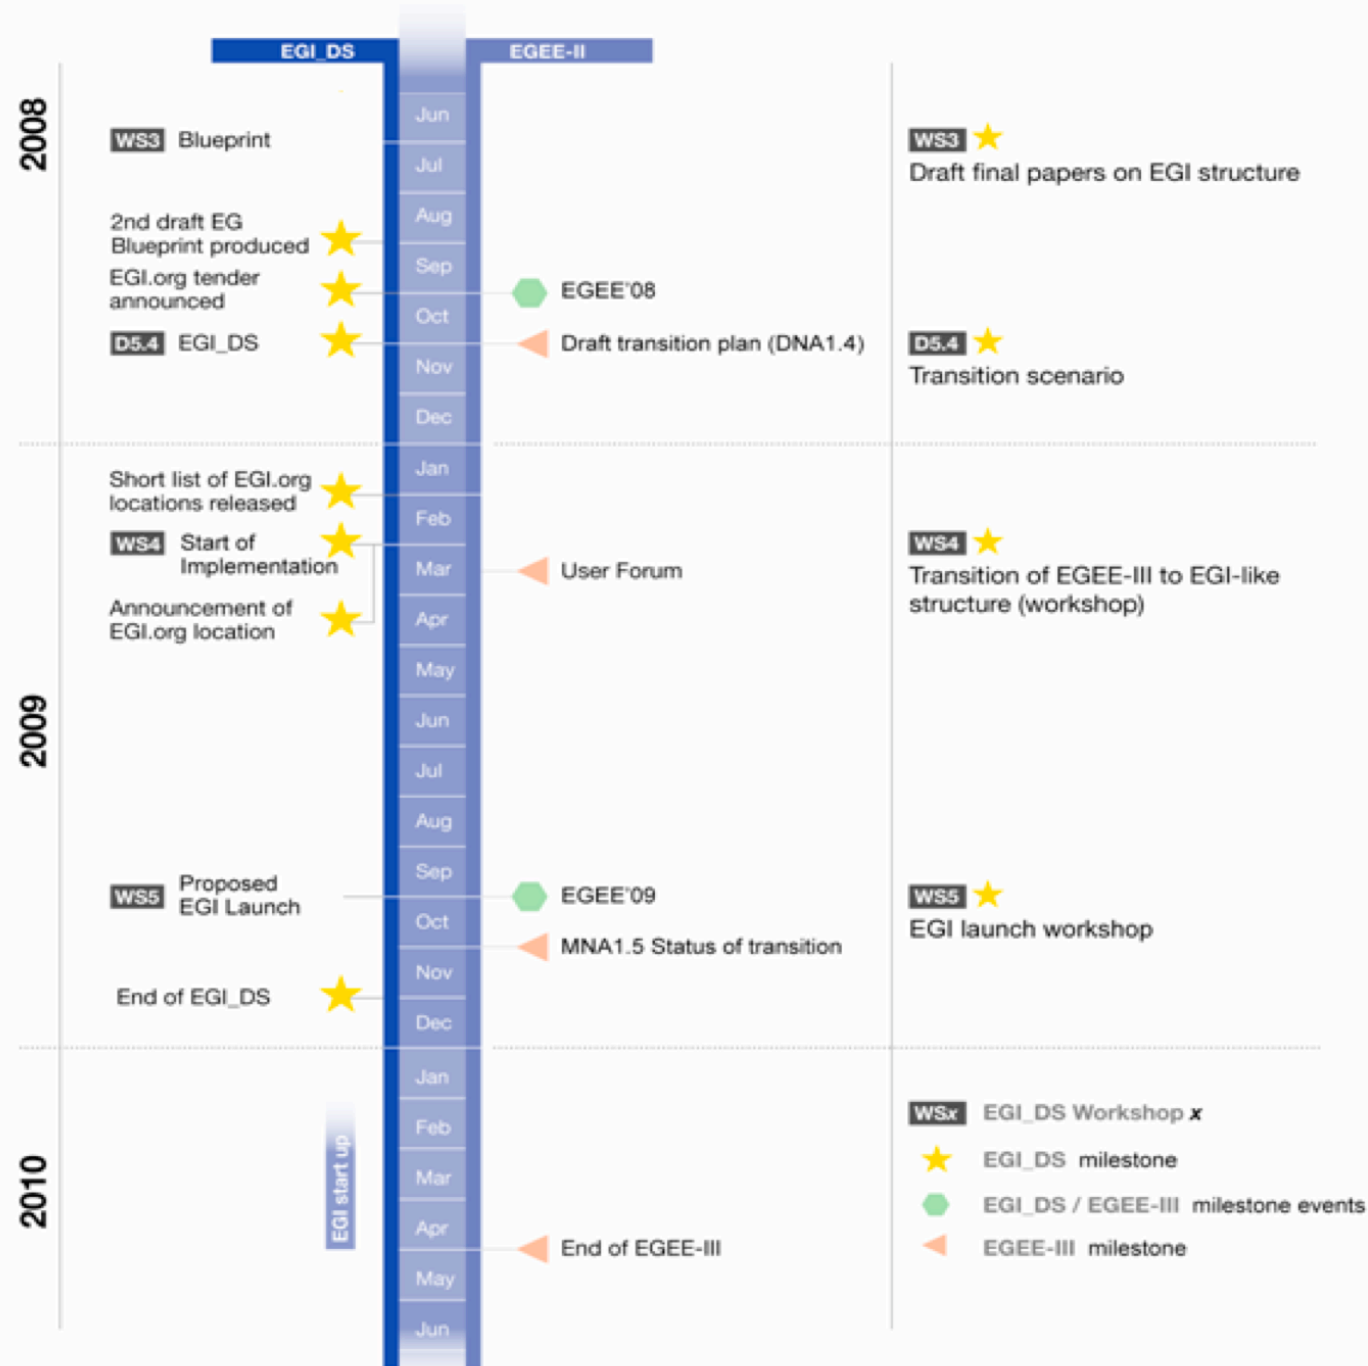 EGI_DS
EGEE-II
2008
Jun
WS3 Blueprint
WS3
Draft final papers on EGI structure
Jul
Aug
2nd draft EG
Blueprint produced
Sep
EGI.org tender
announced
EGEE'08
Oct
D5.4 EGI_DS
Draft transition plan (DNA1.4)
D5.4
Transition scenario
Nov
Dec
2009
Jan
Short list of EGI.org
locations released
Feb
WS4 Start of
Implementation
WS4
Transition of EGEE-III to EGI-like
structure (workshop)
Mar
User Forum
Announcement of
EGI.org location
Apr
May
Jun
Jul
Aug
Sep
WS5 Proposed
EGI Launch
EGEE'09
WS5
EGI launch workshop
Oct
MNA1.5 Status of transition
Nov
End of EGI_DS
Dec
2010
Jan
Feb
Mar
Apr
EGI start up
End of EGEE-III
May
Jun
WSx EGI_DS Workshop x
EGI_DS milestone
EGI_DS / EGEE-III milestone events
EGEE-III milestone